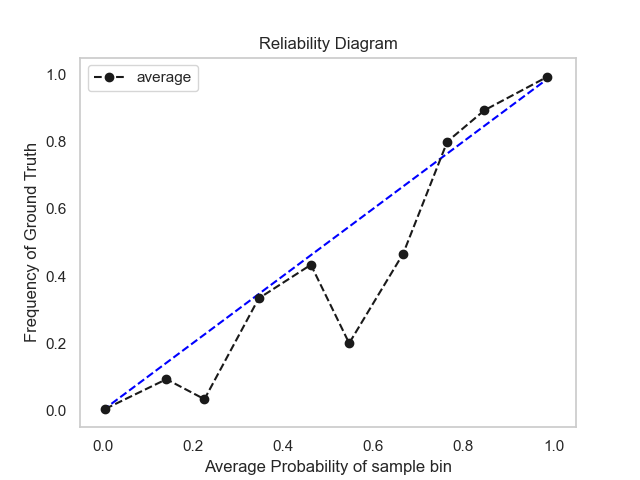 Reliability Diagram
average
Frequency of Ground Truth
1.0
0.8
0.6
0.4
0.2
0.0
0.0 0.2 0.4 0.6 0.8 1.0
Average Probability of sample bin